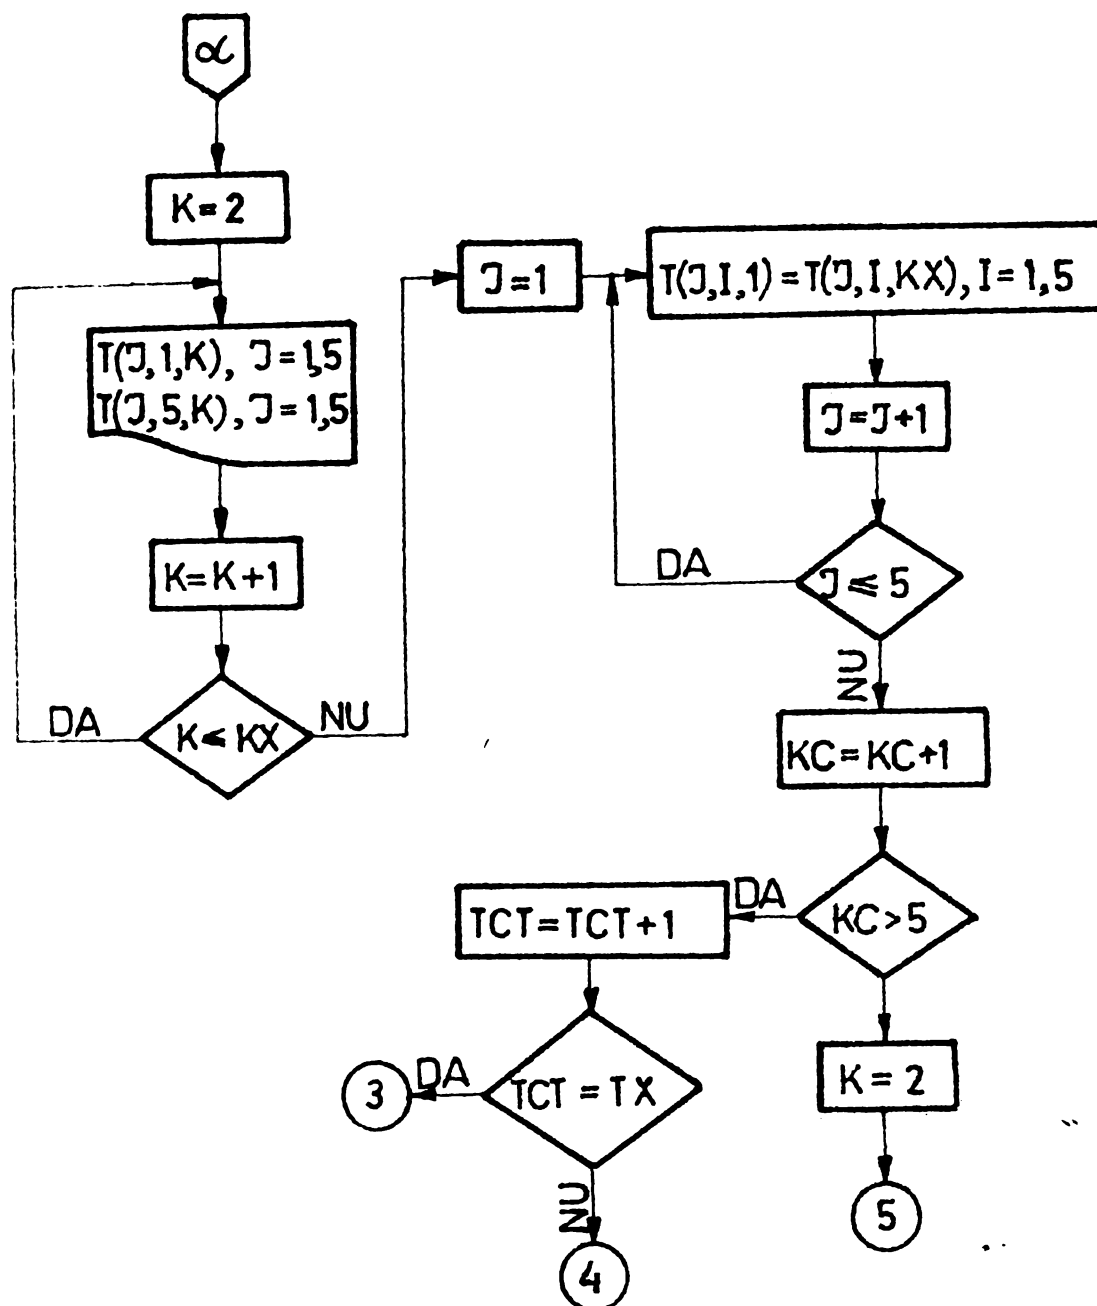 α
K=2
T(J,1,K), J=1,5
T(J,5,K), J=1,5
K=K+1
K≤KX
DA
NU
J=1
T(J,I,1)=T(J,I,KX), I=1,5
J=J+1
J≤5
DA
NU
KC=KC+1
KC>5
DA
TCT=TCT+1
TCT=TX
DA
3
NU
4
K=2
5